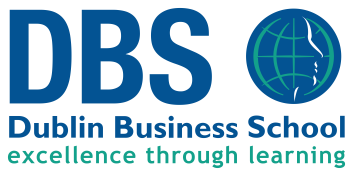 DBS
Dublin Business School
excellence through learning